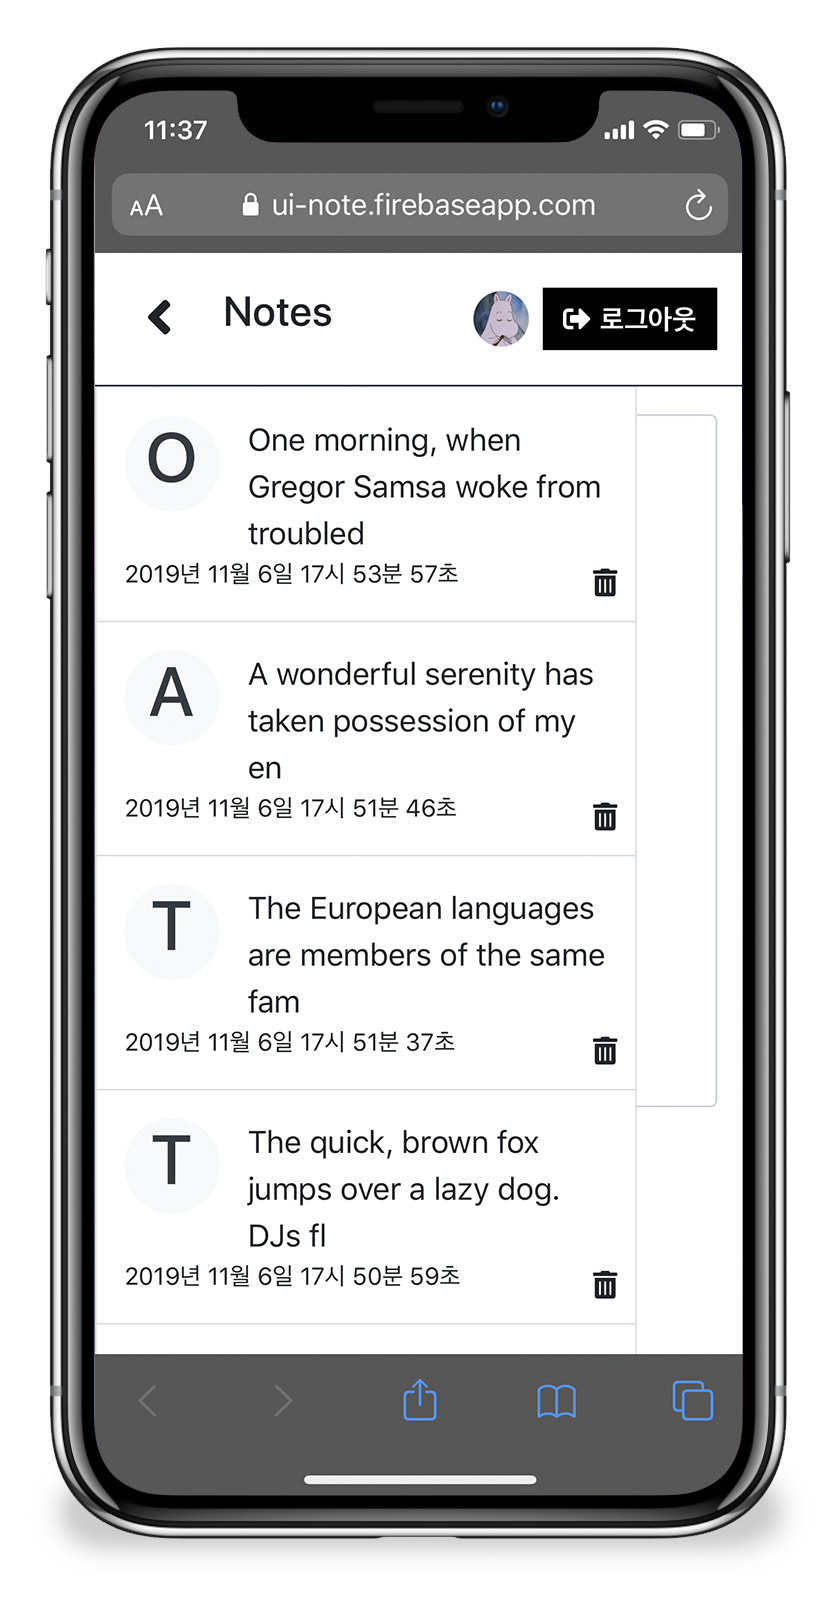 11:37
AA ui-note.firebaseapp.com
Notes
로그아웃
O
One morning, when
Gregor Samsa woke from
troubled
2019년 11월 6일 17시 53분 57초
A
A wonderful serenity has
taken possession of my
en
2019년 11월 6일 17시 51분 46초
T
The European languages
are members of the same
fam
2019년 11월 6일 17시 51분 37초
T
The quick, brown fox
jumps over a lazy dog.
DJs fl
2019년 11월 6일 17시 50분 59초